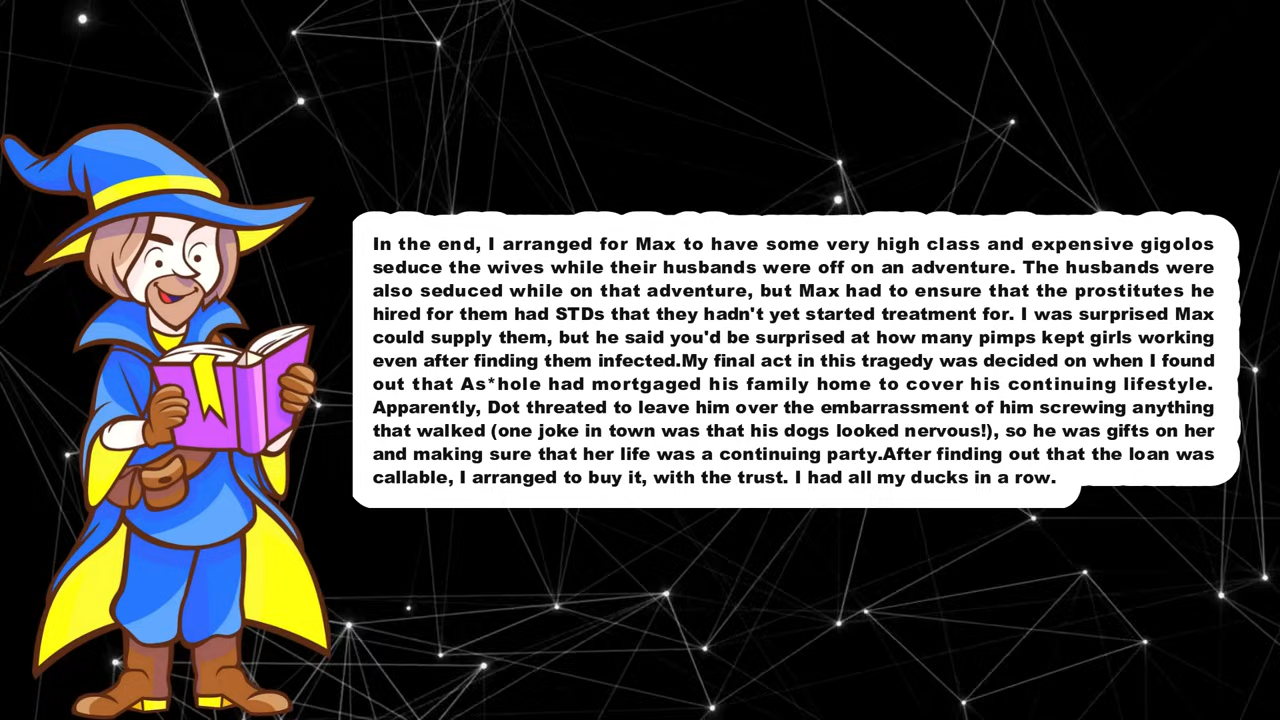 In the end, I arranged for Max to have some very high class and expensive gigolos
seduce the wives while their husbands were off on an adventure. The husbands were
also seduced while on that adventure, but Max had to ensure that the prostitutes he
hired for them had STDs that they hadn't yet started treatment for. I was surprised Max
could supply them, but he said you'd be surprised at how many pimps kept girls working
even after finding them infected.My final act in this tragedy was decided on when I found
out that As*hole had mortgaged his family home to cover his continuing lifestyle.
Apparently, Dot threated to leave him over the embarrassment of him screwing anything
that walked (one joke in town was that his dogs looked nervous!), so he was gifts on her
and making sure that her life was a continuing party.After finding out that the loan was
callable, I arranged to buy it, with the trust. I had all my ducks in a row.